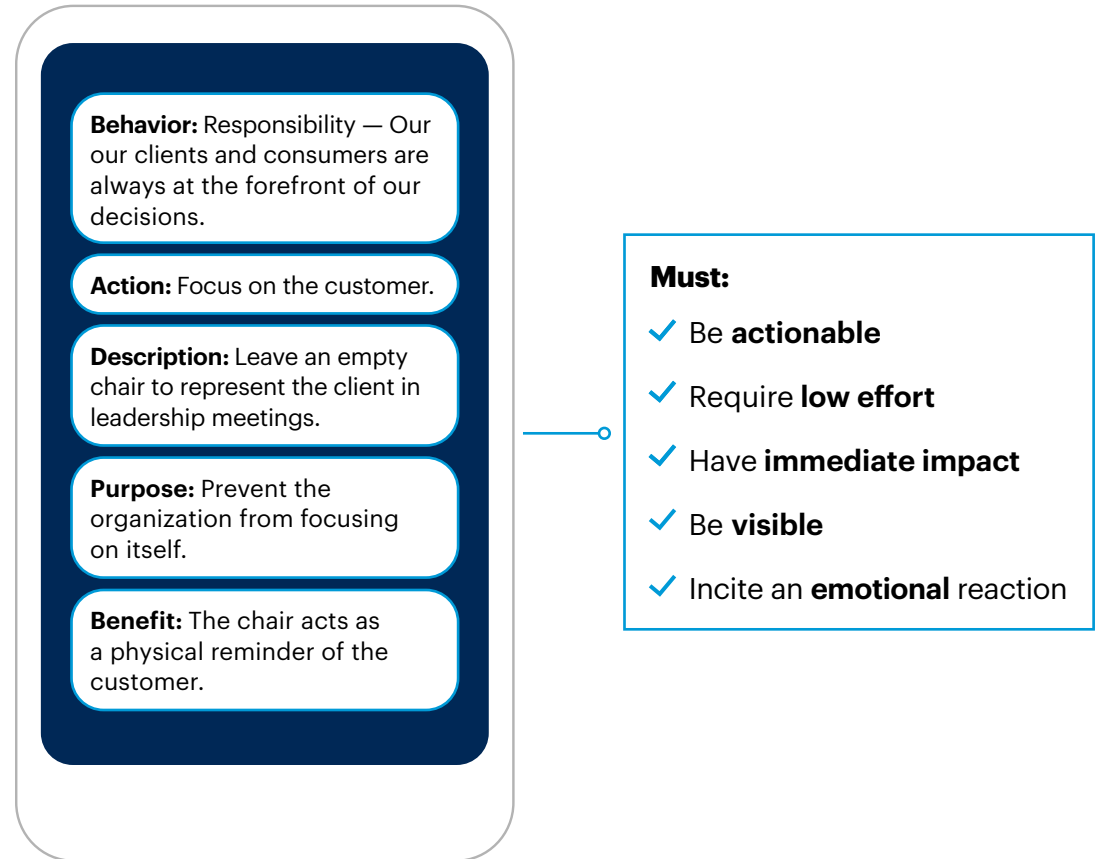 Behavior: Responsibility — Our
our clients and consumers are
always at the forefront of our
decisions.
Action: Focus on the customer.
Description: Leave an empty
chair to represent the client in
leadership meetings.
Purpose: Prevent the
organization from focusing
on itself.
Benefit: The chair acts as
a physical reminder of the
customer.
Must:
Be actionable
Require low effort
Have immediate impact
Be visible
Incite an emotional reaction